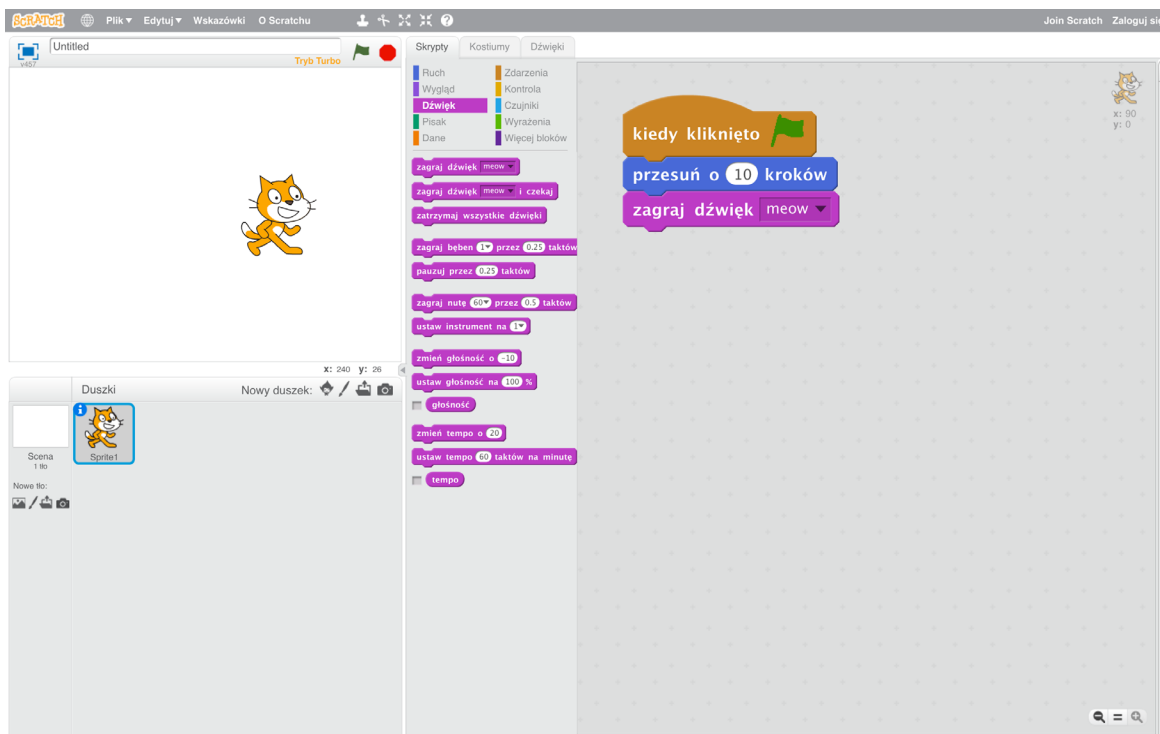 SCRATCH Plik Edytuj Wskazówki O Scratchu Join Scratch Zaloguj się
Untitled
v457
Tryb Turbo
x: 240 y: 26
Duszki
Nowy duszek:
Scena
1 tło
Sprite1
Nowe tło:
Skrypty Kostiumy Dźwięki
Ruch Zdarzenia
Wygląd Kontrola
Dźwięk Czujniki
Pisak Wyrażenia
Dane Więcej bloków
zagraj dźwięk meow
zagraj dźwięk meow i czekaj
zatrzymaj wszystkie dźwięki
zagraj bęben 1 przez 0.25 taktów
pauzuj przez 0.25 taktów
zagraj nutę 60 przez 0.5 taktów
ustaw instrument na 1
zmień głośność o -10
ustaw głośność na 100 %
głośność
zmień tempo o 20
ustaw tempo 60 taktów na minutę
tempo
kiedy kliknięto
przesuń o 10 kroków
zagraj dźwięk meow
x: 90
y: 0